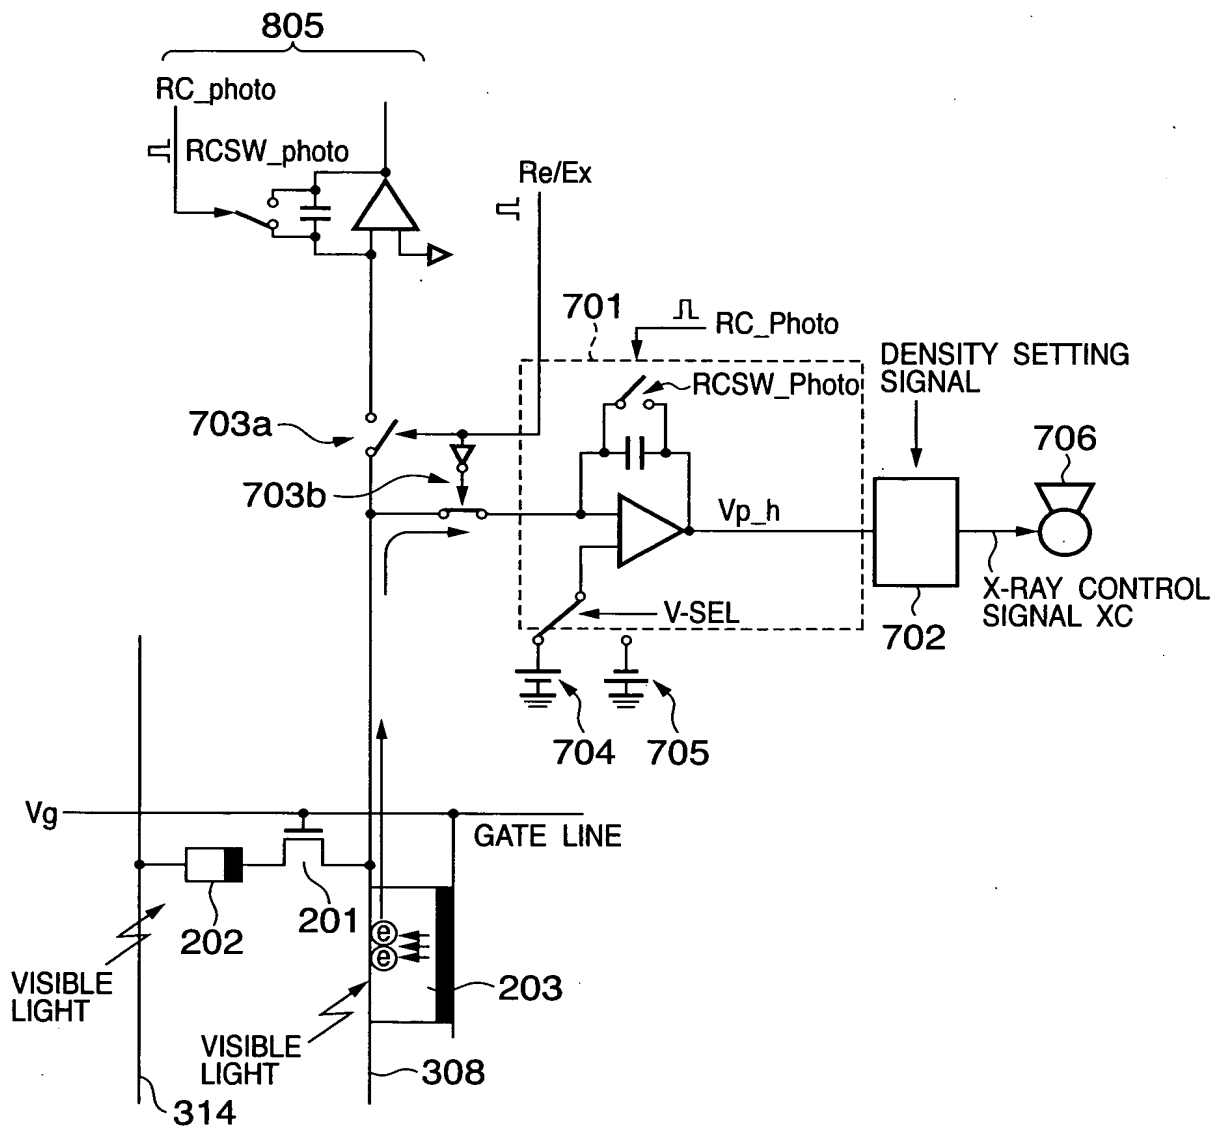 805
RC_photo
RCSW_photo
Re/Ex
701
RC_Photo
DENSITY SETTING
SIGNAL
RCSW_Photo
703a
706
703b
Vp_h
X-RAY CONTROL
SIGNAL XC
V-SEL
702
704
705
Vg
GATE LINE
201
202
e
e
203
VISIBLE
LIGHT
VISIBLE
LIGHT
308
314